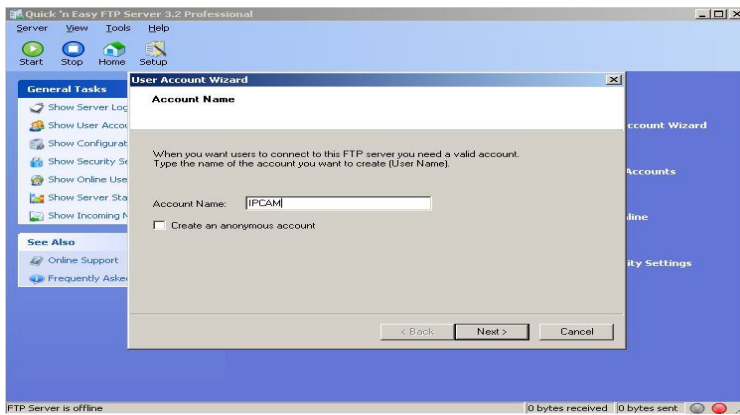 Quick 'n Easy FTP Server 3.2 Professional
Server View Tools Help
Start Stop Home Setup
General Tasks
Show Server Log
Show User Accou
Show Configurat
Show Security Se
Show Online Use
Show Server Sta
Show Incoming M
See Also
Online Support
Frequently Aske
User Account Wizard
Account Name
When you want users to connect to this FTP server you need a valid account.
Type the name of the account you want to create (User Name).
Account Name: IPCAM
Create an anonymous account
< Back Next > Cancel
ccount Wizard
Accounts
line
ity Settings
FTP Server is offline 0 bytes received 0 bytes sent